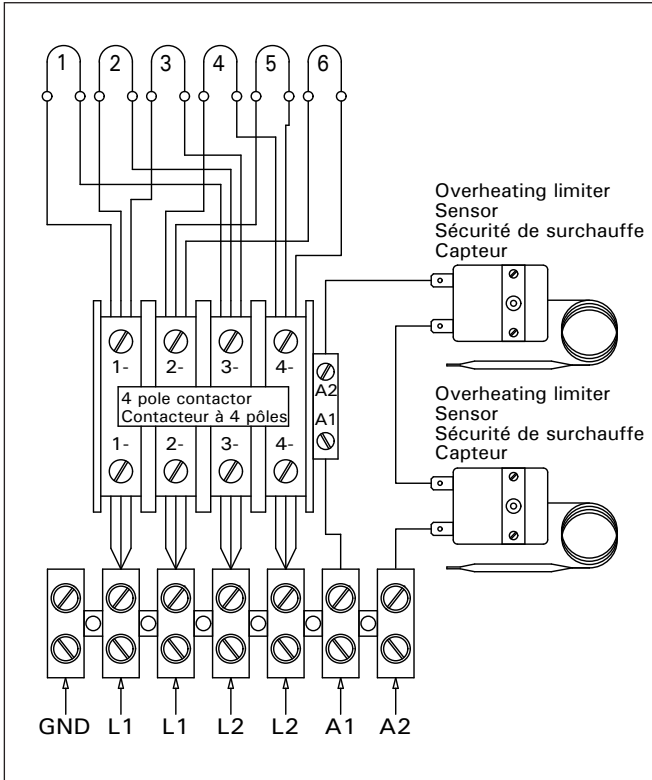 1 2 3 4 5 6
Overheating limiter
Sensor
Sécurité de surchauffe
Capteur
1- 2- 3- 4-
A2
4 pole contactor
Contacteur à 4 pôles
A1
1- 2- 3- 4-
Overheating limiter
Sensor
Sécurité de surchauffe
Capteur
GND L1 L1 L2 L2 A1 A2